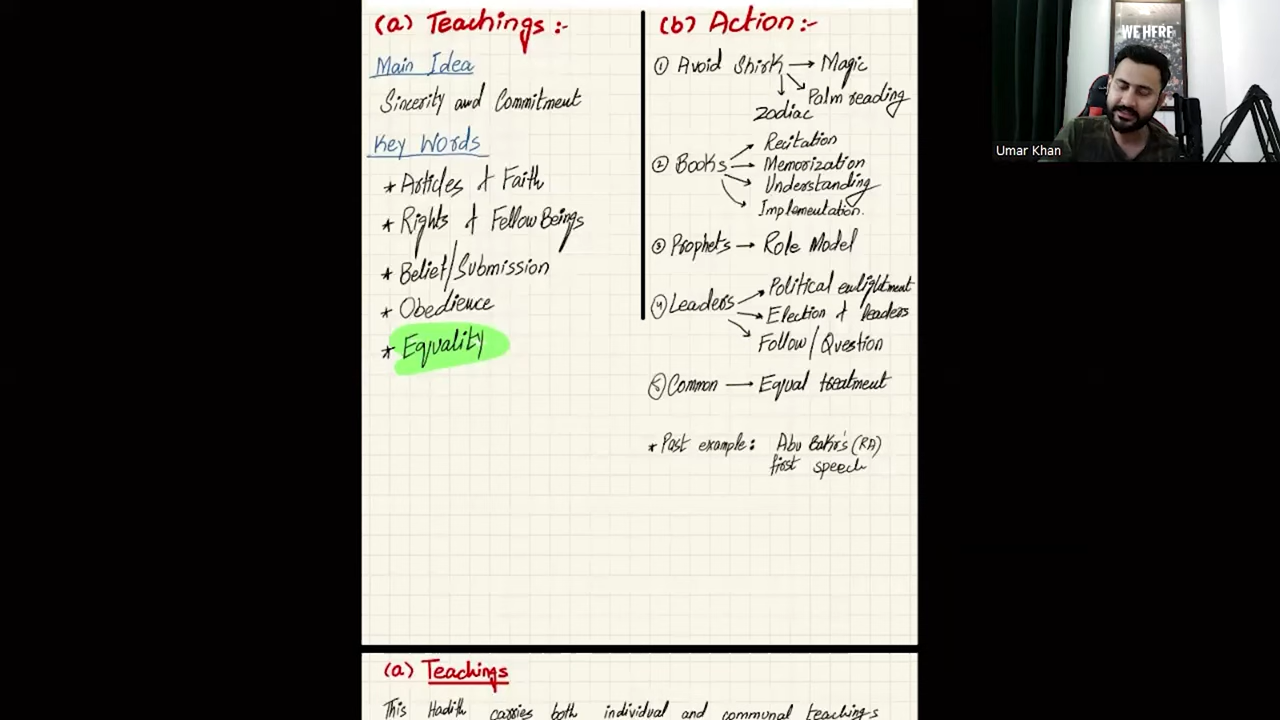 (a) Teachings :-
Main Idea
Sincerity and Commitment
Key Words
* Articles of Faith
* Rights of Fellow Beings
* Belief/Submission
* Obedience
* Equality
(b) Action :-
① Avoid Shirk → Magic
Palm reading
Zodiac
② Books → Recitation
→ Memorization
Understanding
Implementation.
③ Prophets → Role Model
④ Leaders → Political enlightment
→ Election of leaders
Follow / Question
⑤ Common → Equal treatment
* Past example : Abu Bakr's (RA)
first speech
(a) Teachings
This Hadith carries both individual and communal teachings
WE HERE
Umar Khan